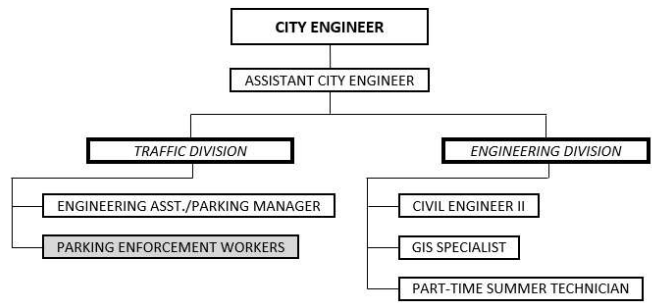 CITY ENGINEER
ASSISTANT CITY ENGINEER
TRAFFIC DIVISION
ENGINEERING ASST./PARKING MANAGER
PARKING ENFORCEMENT WORKERS
ENGINEERING DIVISION
CIVIL ENGINEER II
GIS SPECIALIST
PART-TIME SUMMER TECHNICIAN